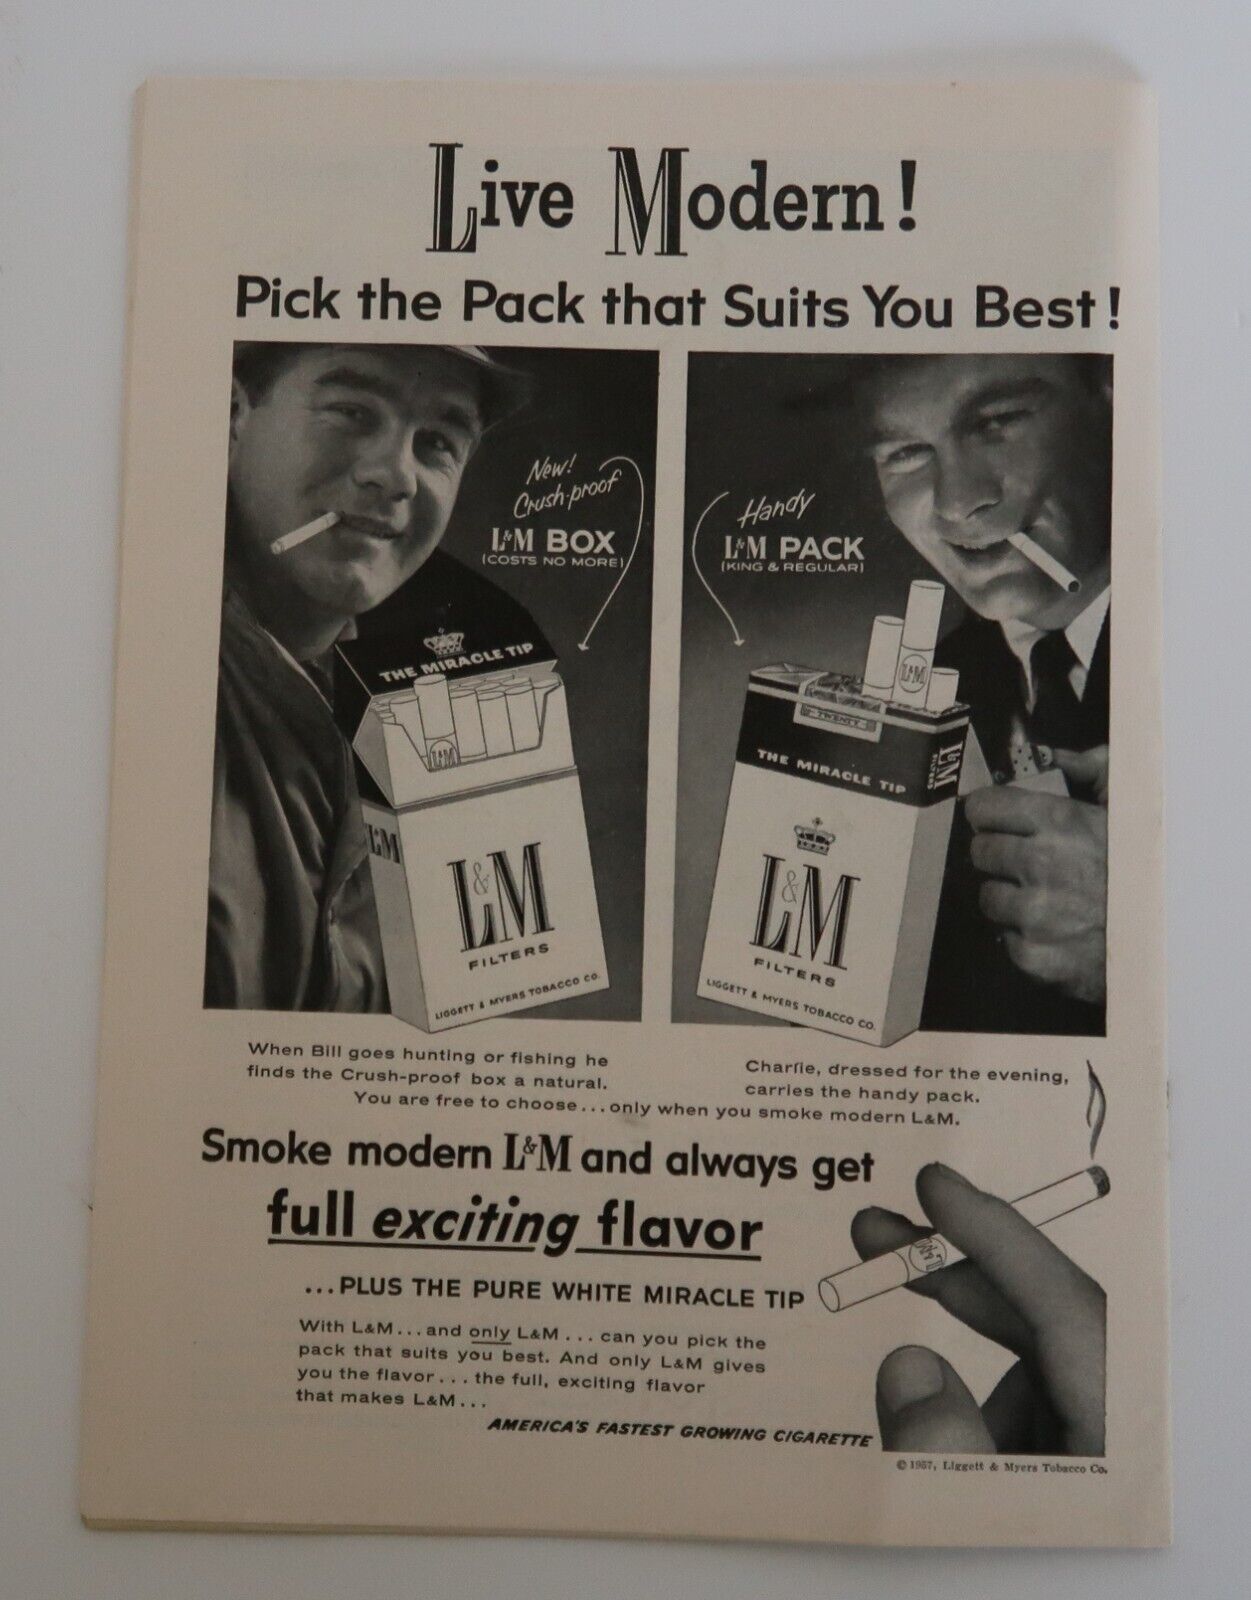 Live Modern!
Pick the Pack that Suits You Best!
New!
Crush-proof
L&M BOX
(COSTS NO MORE)
THE MIRACLE TIP
L&M
L&M
L&M
FILTERS
LIGGETT & MYERS TOBACCO CO.
Handy
L&M PACK
(KING & REGULAR)
L&M
TWENTY
THE MIRACLE TIP
L&M
FILTERS
L&M
FILTERS
LIGGETT & MYERS TOBACCO CO.
When Bill goes hunting or fishing he
finds the Crush-proof box a natural.
Charlie, dressed for the evening,
carries the handy pack.
You are free to choose...only when you smoke modern L&M.
Smoke modern L&M and always get
full exciting flavor
...PLUS THE PURE WHITE MIRACLE TIP
L&M
With L&M...and only L&M...can you pick the
pack that suits you best. And only L&M gives
you the flavor...the full, exciting flavor
that makes L&M...
AMERICA'S FASTEST GROWING CIGARETTE
© 1957, Liggett & Myers Tobacco Co.